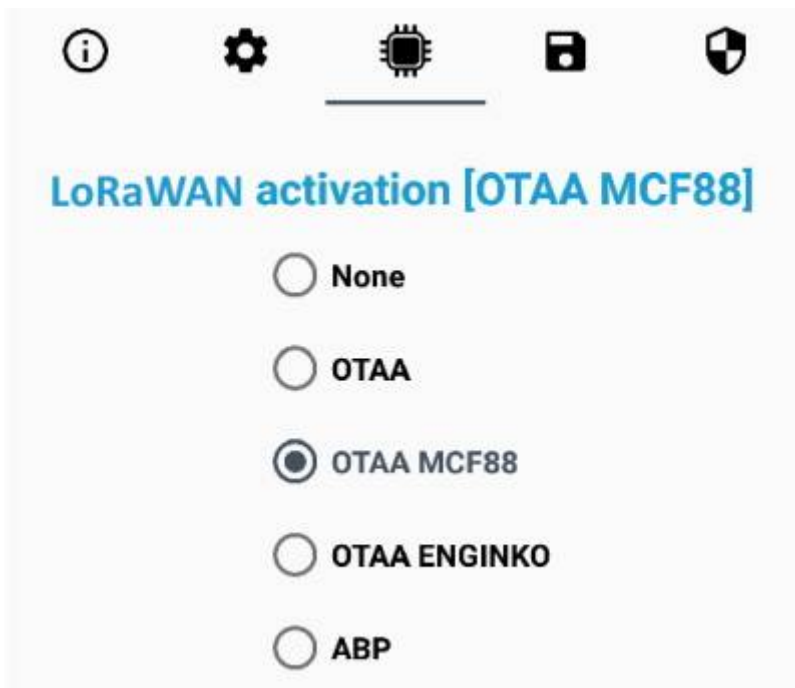 LoRaWAN activation [OTAA MCF88]
None
OTAA
OTAA MCF88
OTAA ENGINKO
ABP